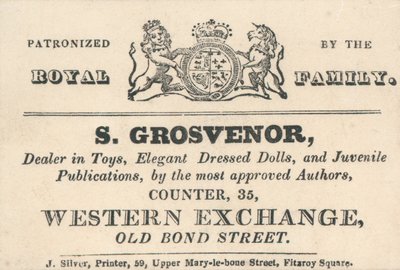 PATRONIZED BY THE
ROYAL FAMILY.
S. GROSVENOR,
Dealer in Toys, Elegant Dressed Dolls, and Juvenile
Publications, by the most approved Authors,
COUNTER, 35,
WESTERN EXCHANGE,
OLD BOND STREET.
J. Silver, Printer, 59, Upper Mary-le-bone Street, Fitzroy Square.